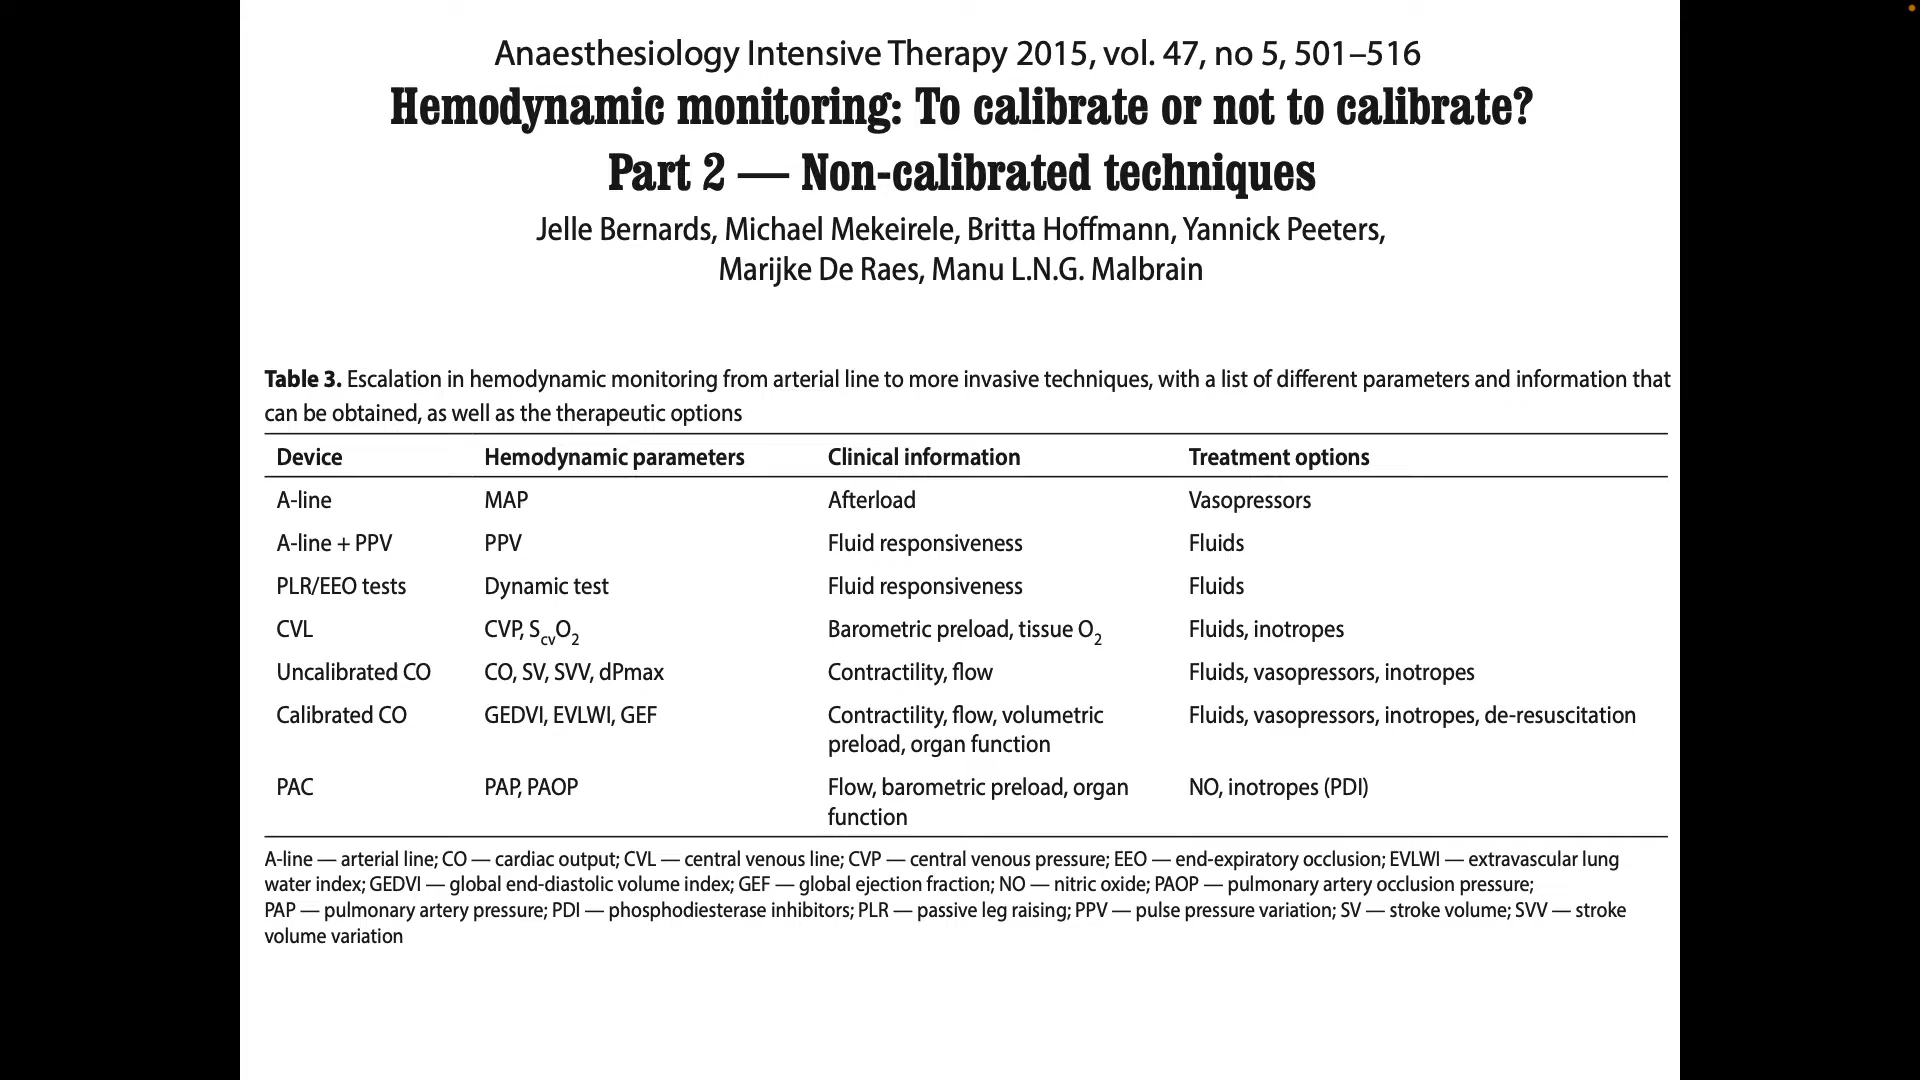 Anaesthesiology Intensive Therapy 2015, vol. 47, no 5, 501–516
Hemodynamic monitoring: To calibrate or not to calibrate?
Part 2 — Non-calibrated techniques
Jelle Bernards, Michael Mekeirele, Britta Hoffmann, Yannick Peeters,
Marijke De Raes, Manu L.N.G. Malbrain
Table 3. Escalation in hemodynamic monitoring from arterial line to more invasive techniques, with a list of different parameters and information that
can be obtained, as well as the therapeutic options
Device Hemodynamic parameters Clinical information Treatment options
A-line MAP Afterload Vasopressors
A-line + PPV PPV Fluid responsiveness Fluids
PLR/EEO tests Dynamic test Fluid responsiveness Fluids
CVL CVP, ScvO2 Barometric preload, tissue O2 Fluids, inotropes
Uncalibrated CO CO, SV, SVV, dPmax Contractility, flow Fluids, vasopressors, inotropes
Calibrated CO GEDVI, EVLWI, GEF Contractility, flow, volumetric Fluids, vasopressors, inotropes, de-resuscitation
preload, organ function
PAC PAP, PAOP Flow, barometric preload, organ NO, inotropes (PDI)
function
A-line — arterial line; CO — cardiac output; CVL — central venous line; CVP — central venous pressure; EEO — end-expiratory occlusion; EVLWI — extravascular lung
water index; GEDVI — global end-diastolic volume index; GEF — global ejection fraction; NO — nitric oxide; PAOP — pulmonary artery occlusion pressure;
PAP — pulmonary artery pressure; PDI — phosphodiesterase inhibitors; PLR — passive leg raising; PPV — pulse pressure variation; SV — stroke volume; SVV — stroke
volume variation